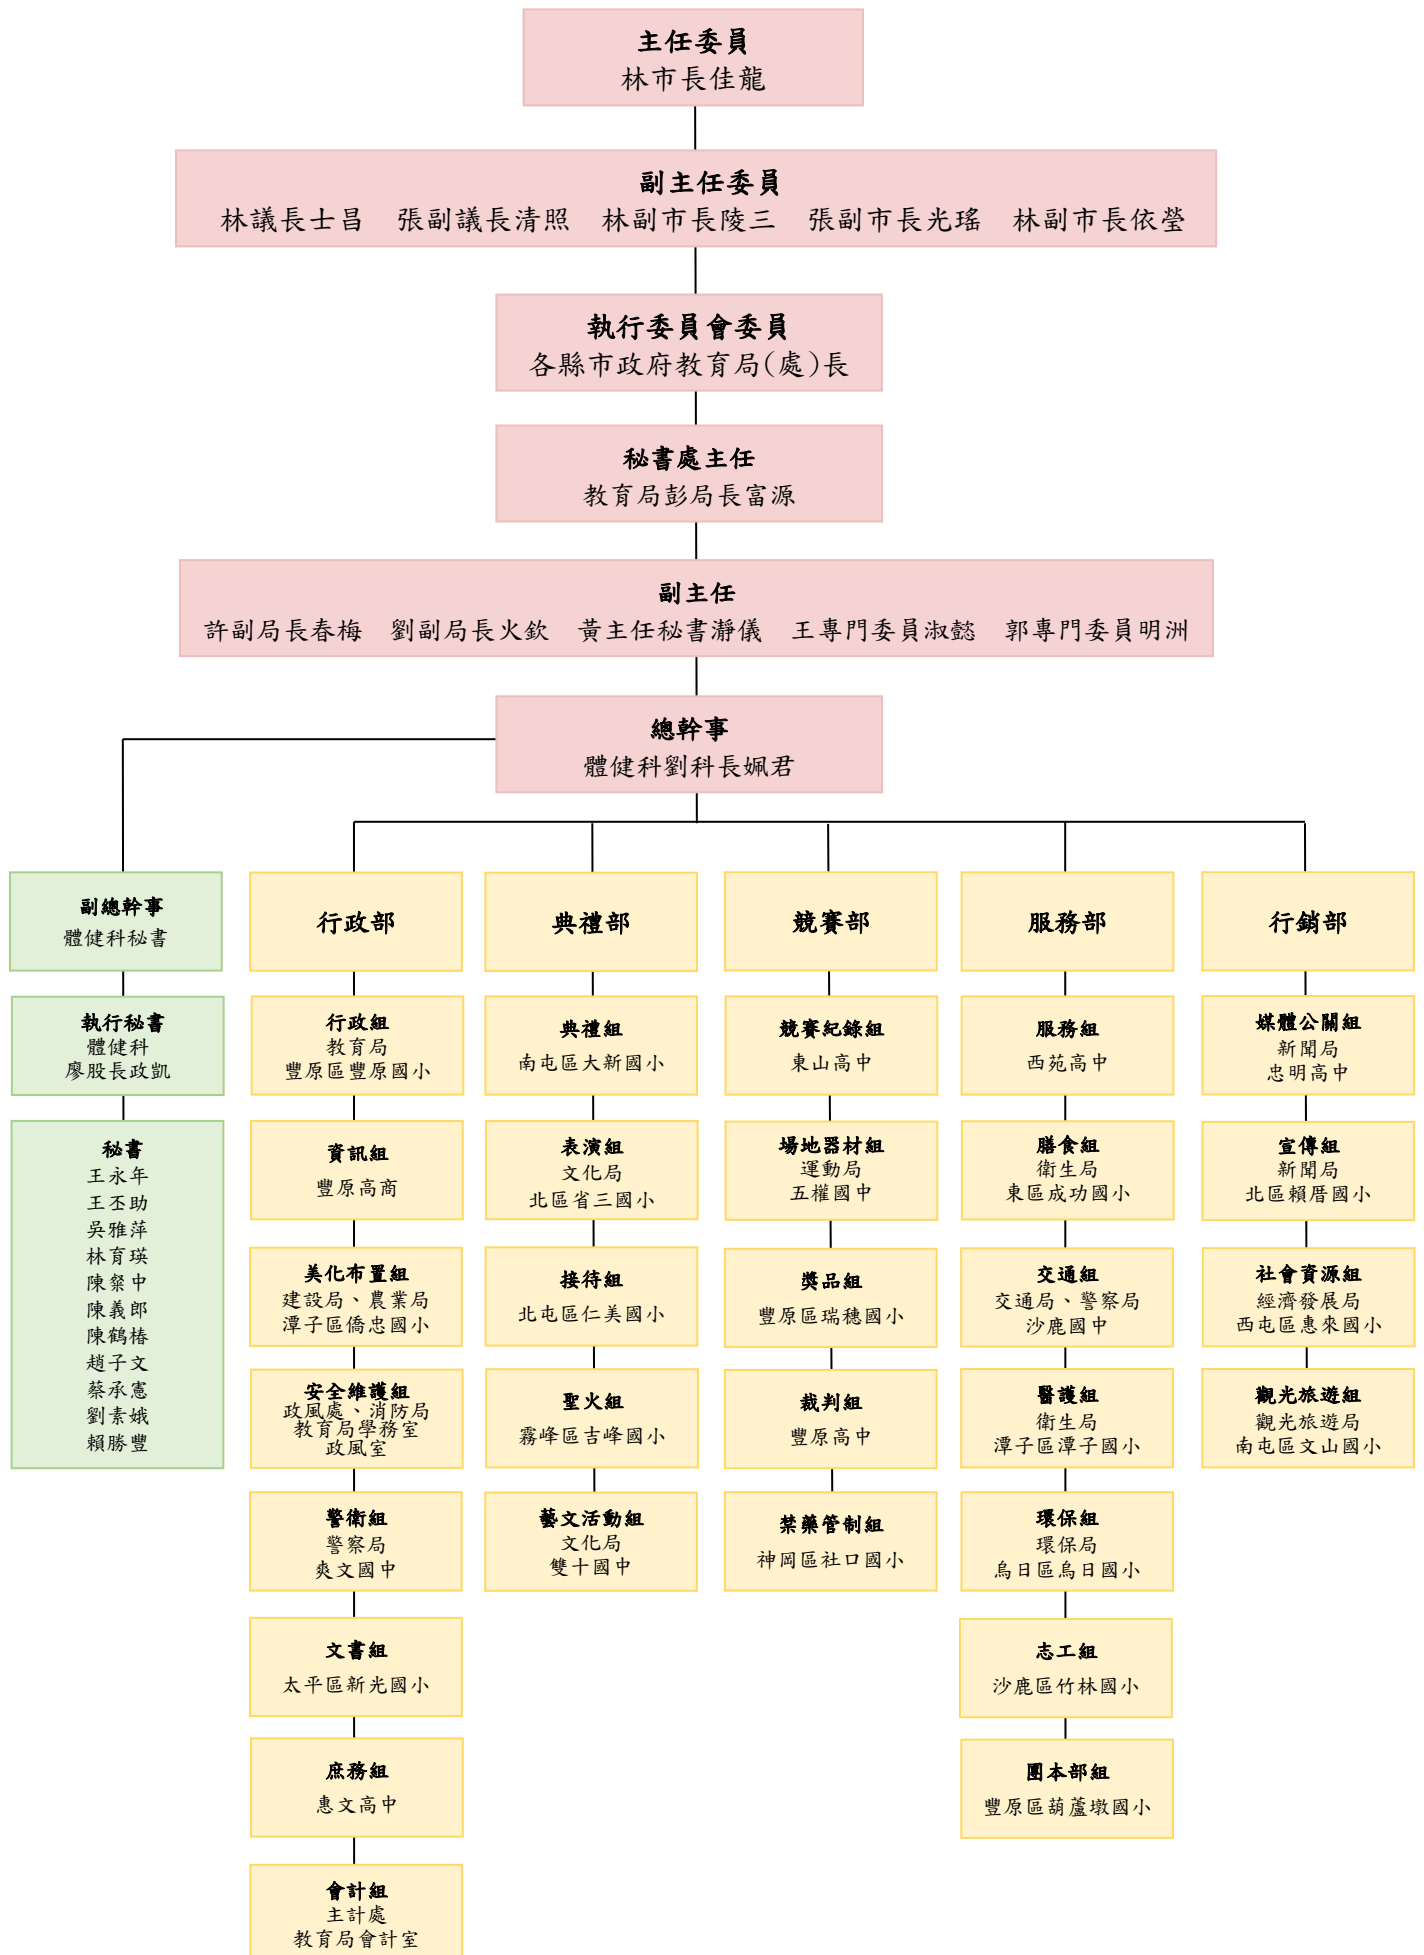 主任委員
林市長佳龍
副主任委員
林議長士昌　張副議長清照　林副市長陵三　張副市長光瑤　林副市長依瑩
執行委員會委員
各縣市政府教育局(處)長
秘書處主任
教育局彭局長富源
副主任
許副局長春梅　劉副局長火欽　黃主任秘書瀞儀　王專門委員淑懿　郭專門委員明洲
總幹事
體健科劉科長姵君
副總幹事
體健科秘書
執行秘書
體健科
廖股長政凱
秘書
王永年
王丕助
吳雅萍
林育瑛
陳粲中
陳義郎
陳鶴椿
趙子文
蔡承憲
劉素娥
賴勝豐
行政部
行政組
教育局
豐原區豐原國小
資訊組
豐原高商
美化布置組
建設局、農業局
潭子區僑忠國小
安全維護組
政風處、消防局
教育局學務室
政風室
警衛組
警察局
爽文國中
文書組
太平區新光國小
庶務組
惠文高中
會計組
主計處
教育局會計室
典禮部
典禮組
南屯區大新國小
表演組
文化局
北區省三國小
接待組
北屯區仁美國小
聖火組
霧峰區吉峰國小
藝文活動組
文化局
雙十國中
競賽部
競賽紀錄組
東山高中
場地器材組
運動局
五權國中
獎品組
豐原區瑞穗國小
裁判組
豐原高中
禁藥管制組
神岡區社口國小
服務部
服務組
西苑高中
膳食組
衛生局
東區成功國小
交通組
交通局、警察局
沙鹿國中
醫護組
衛生局
潭子區潭子國小
環保組
環保局
烏日區烏日國小
志工組
沙鹿區竹林國小
團本部組
豐原區葫蘆墩國小
行銷部
媒體公關組
新聞局
忠明高中
宣傳組
新聞局
北區賴厝國小
社會資源組
經濟發展局
西屯區惠來國小
觀光旅遊組
觀光旅遊局
南屯區文山國小